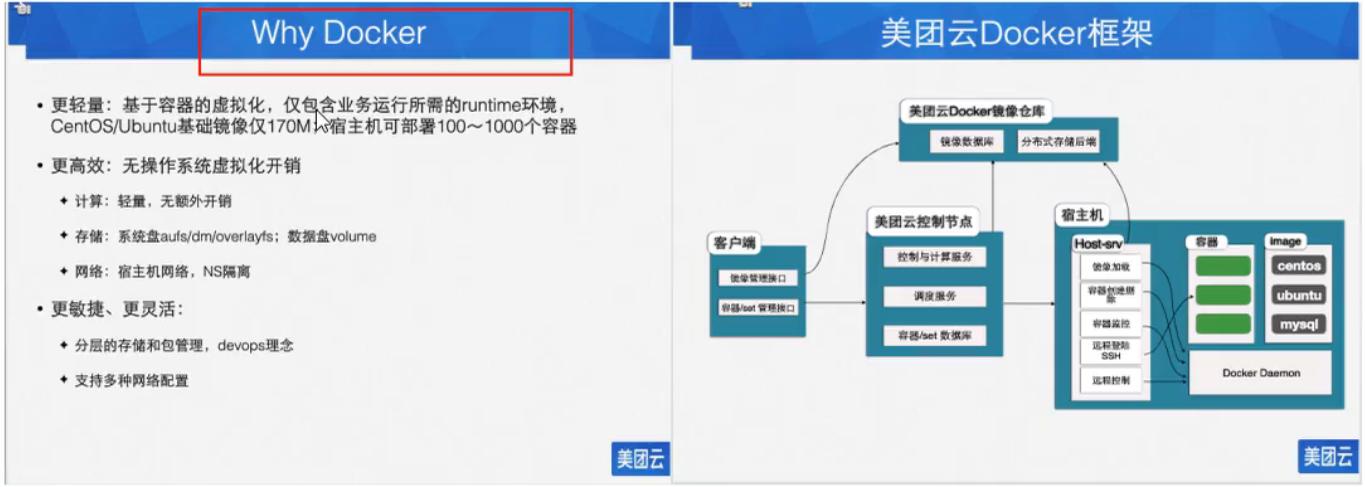 Why Docker
• 更轻量：基于容器的虚拟化，仅包含业务运行所需的runtime环境，
CentOS/Ubuntu基础镜像仅170M；宿主机可部署100～1000个容器
• 更高效：无操作系统虚拟化开销
✦ 计算：轻量，无额外开销
✦ 存储：系统盘aufs/dm/overlayfs；数据盘volume
✦ 网络：宿主机网络，NS隔离
• 更敏捷、更灵活：
✦ 分层的存储和包管理，devops理念
✦ 支持多种网络配置
美团云
美团云Docker框架
美团云Docker镜像仓库
镜像数据库
分布式存储后端
客户端
镜像管理接口
容器/set 管理接口
美团云控制节点
控制与计算服务
调度服务
容器/set 数据库
宿主机
Host-srv
镜像加载
容器创建删
除
容器监控
远程登陆
SSH
远程控制
容器
Image
centos
ubuntu
mysql
Docker Daemon
美团云